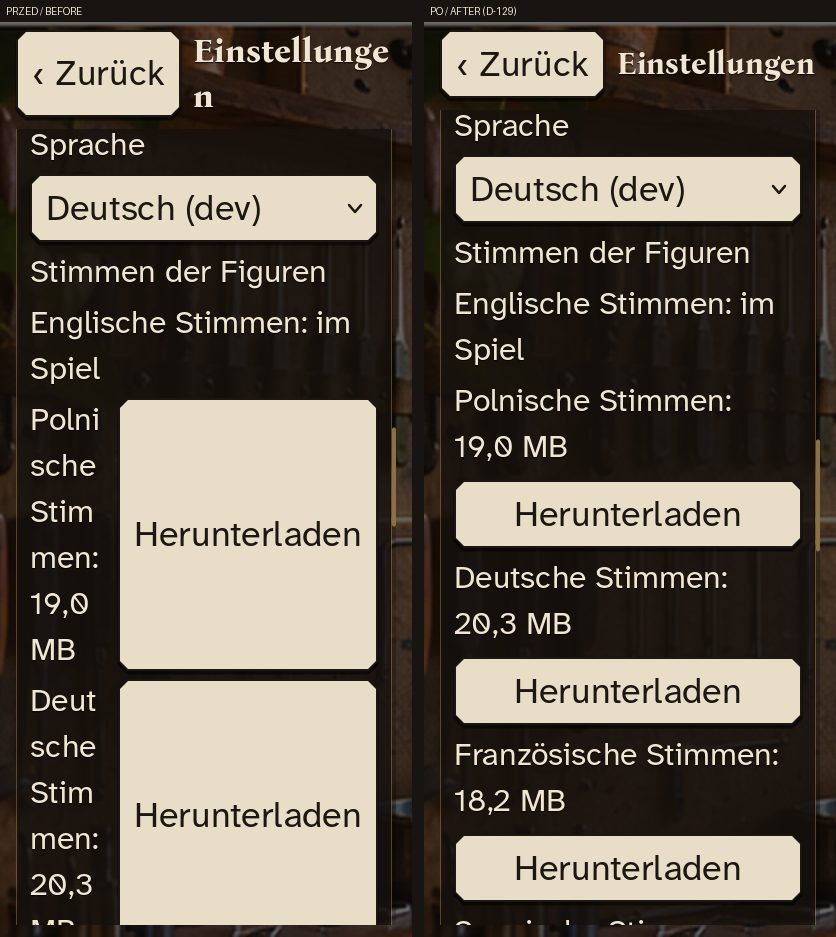 PRZED / BEFORE
‹ Zurück
Einstellunge
n
Sprache
Deutsch (dev)
Stimmen der Figuren
Englische Stimmen: im
Spiel
Polni
sche
Stim
men:
19,0
MB
Herunterladen
Deut
sche
Stim
men:
20,3
MB
Herunterladen
PO / AFTER (D-129)
‹ Zurück
Einstellungen
Sprache
Deutsch (dev)
Stimmen der Figuren
Englische Stimmen: im
Spiel
Polnische Stimmen:
19,0 MB
Herunterladen
Deutsche Stimmen:
20,3 MB
Herunterladen
Französische Stimmen:
18,2 MB
Herunterladen